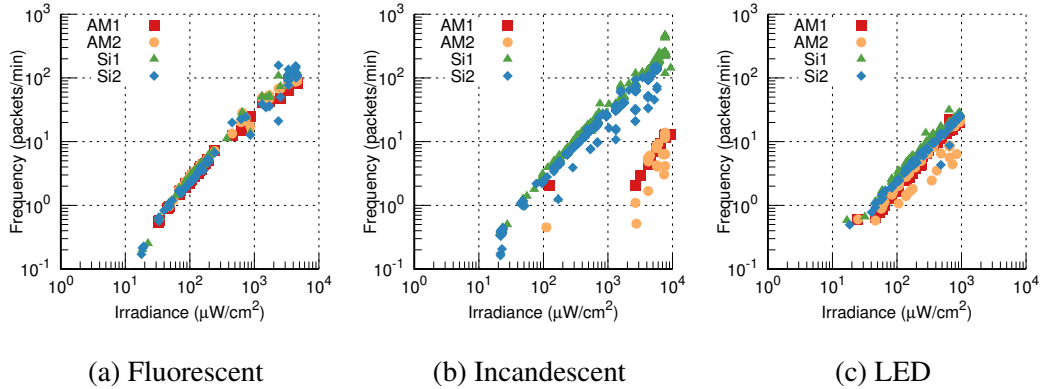 AM1
AM2
Si1
Si2
Frequency (packets/min)
10^3
10^2
10^1
10^0
10^-1
10^0 10^1 10^2 10^3 10^4
Irradiance (µW/cm^2)
(a) Fluorescent
AM1
AM2
Si1
Si2
Frequency (packets/min)
10^3
10^2
10^1
10^0
10^-1
10^0 10^1 10^2 10^3 10^4
Irradiance (µW/cm^2)
(b) Incandescent
AM1
AM2
Si1
Si2
Frequency (packets/min)
10^3
10^2
10^1
10^0
10^-1
10^0 10^1 10^2 10^3 10^4
Irradiance (µW/cm^2)
(c) LED